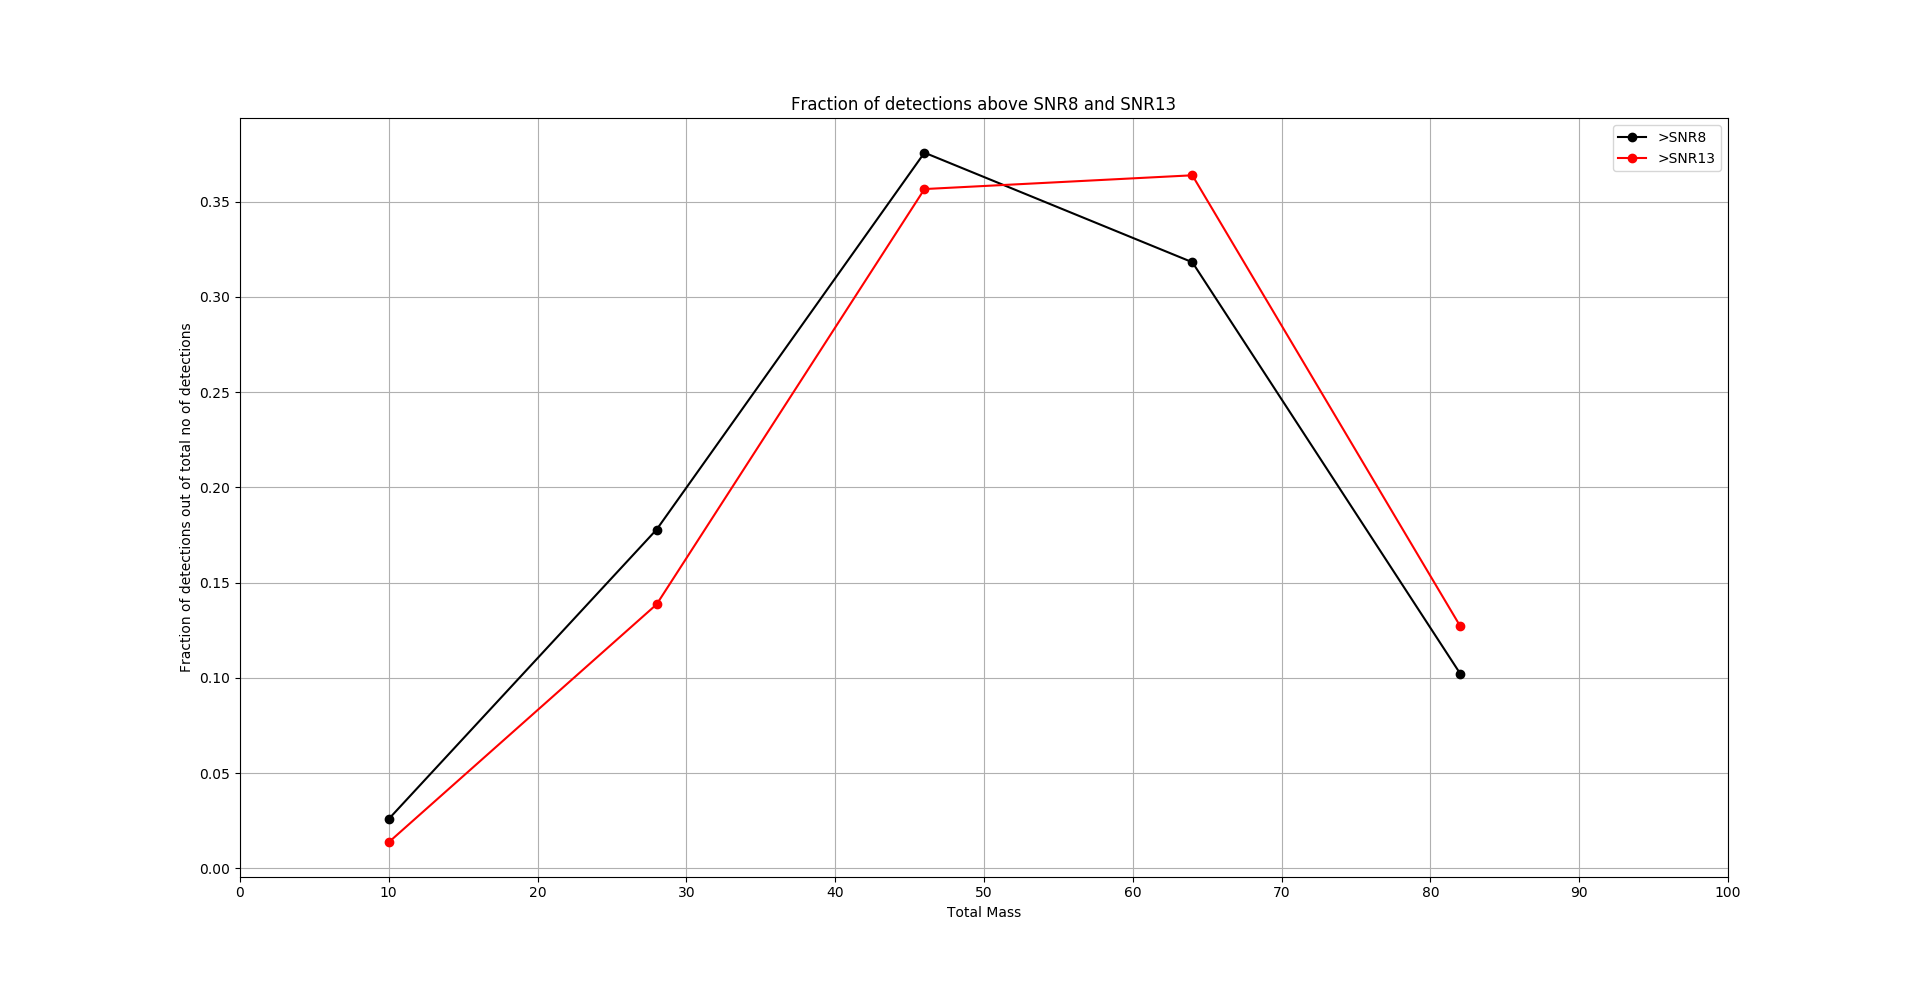 Fraction of detections above SNR8 and SNR13
>SNR8
>SNR13
Fraction of detections out of total no of detections
0.35
0.30
0.25
0.20
0.15
0.10
0.05
0.00
0 10 20 30 40 50 60 70 80 90 100
Total Mass